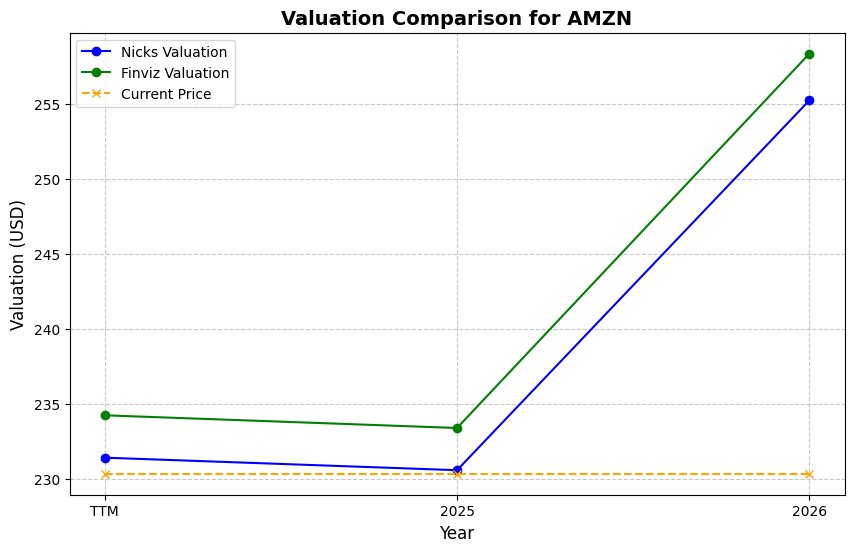 Valuation Comparison for AMZN
Nicks Valuation
Finviz Valuation
Current Price
Valuation (USD)
255
250
245
240
235
230
TTM
2025
2026
Year